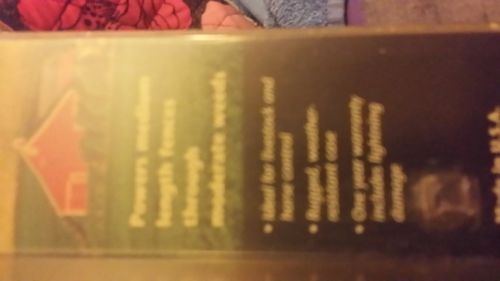 Powers medium
length fences
through
moderate weeds
• Ideal for livestock and
horse control
• Rugged, weather-
resistant case
• One year warranty
includes lightning
damage
U.S.A.